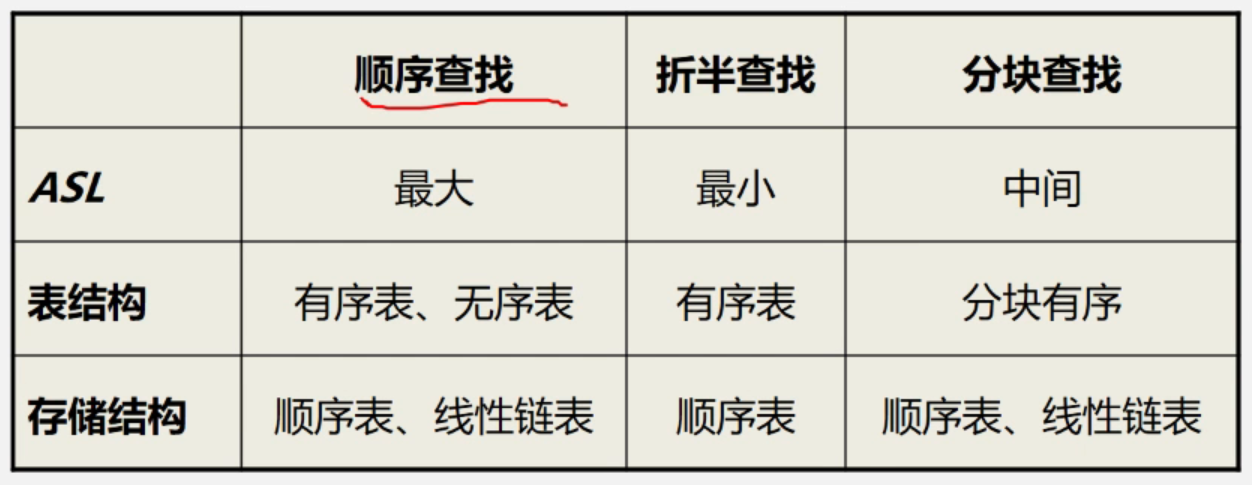 顺序查找 折半查找 分块查找
ASL 最大 最小 中间
表结构 有序表、无序表 有序表 分块有序
存储结构 顺序表、线性链表 顺序表 顺序表、线性链表